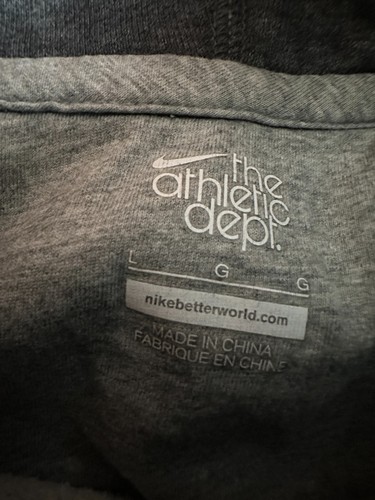 the
athletic
dept.
L G G
nikebetterworld.com
MADE IN CHINA
FABRIQUE EN CHINE